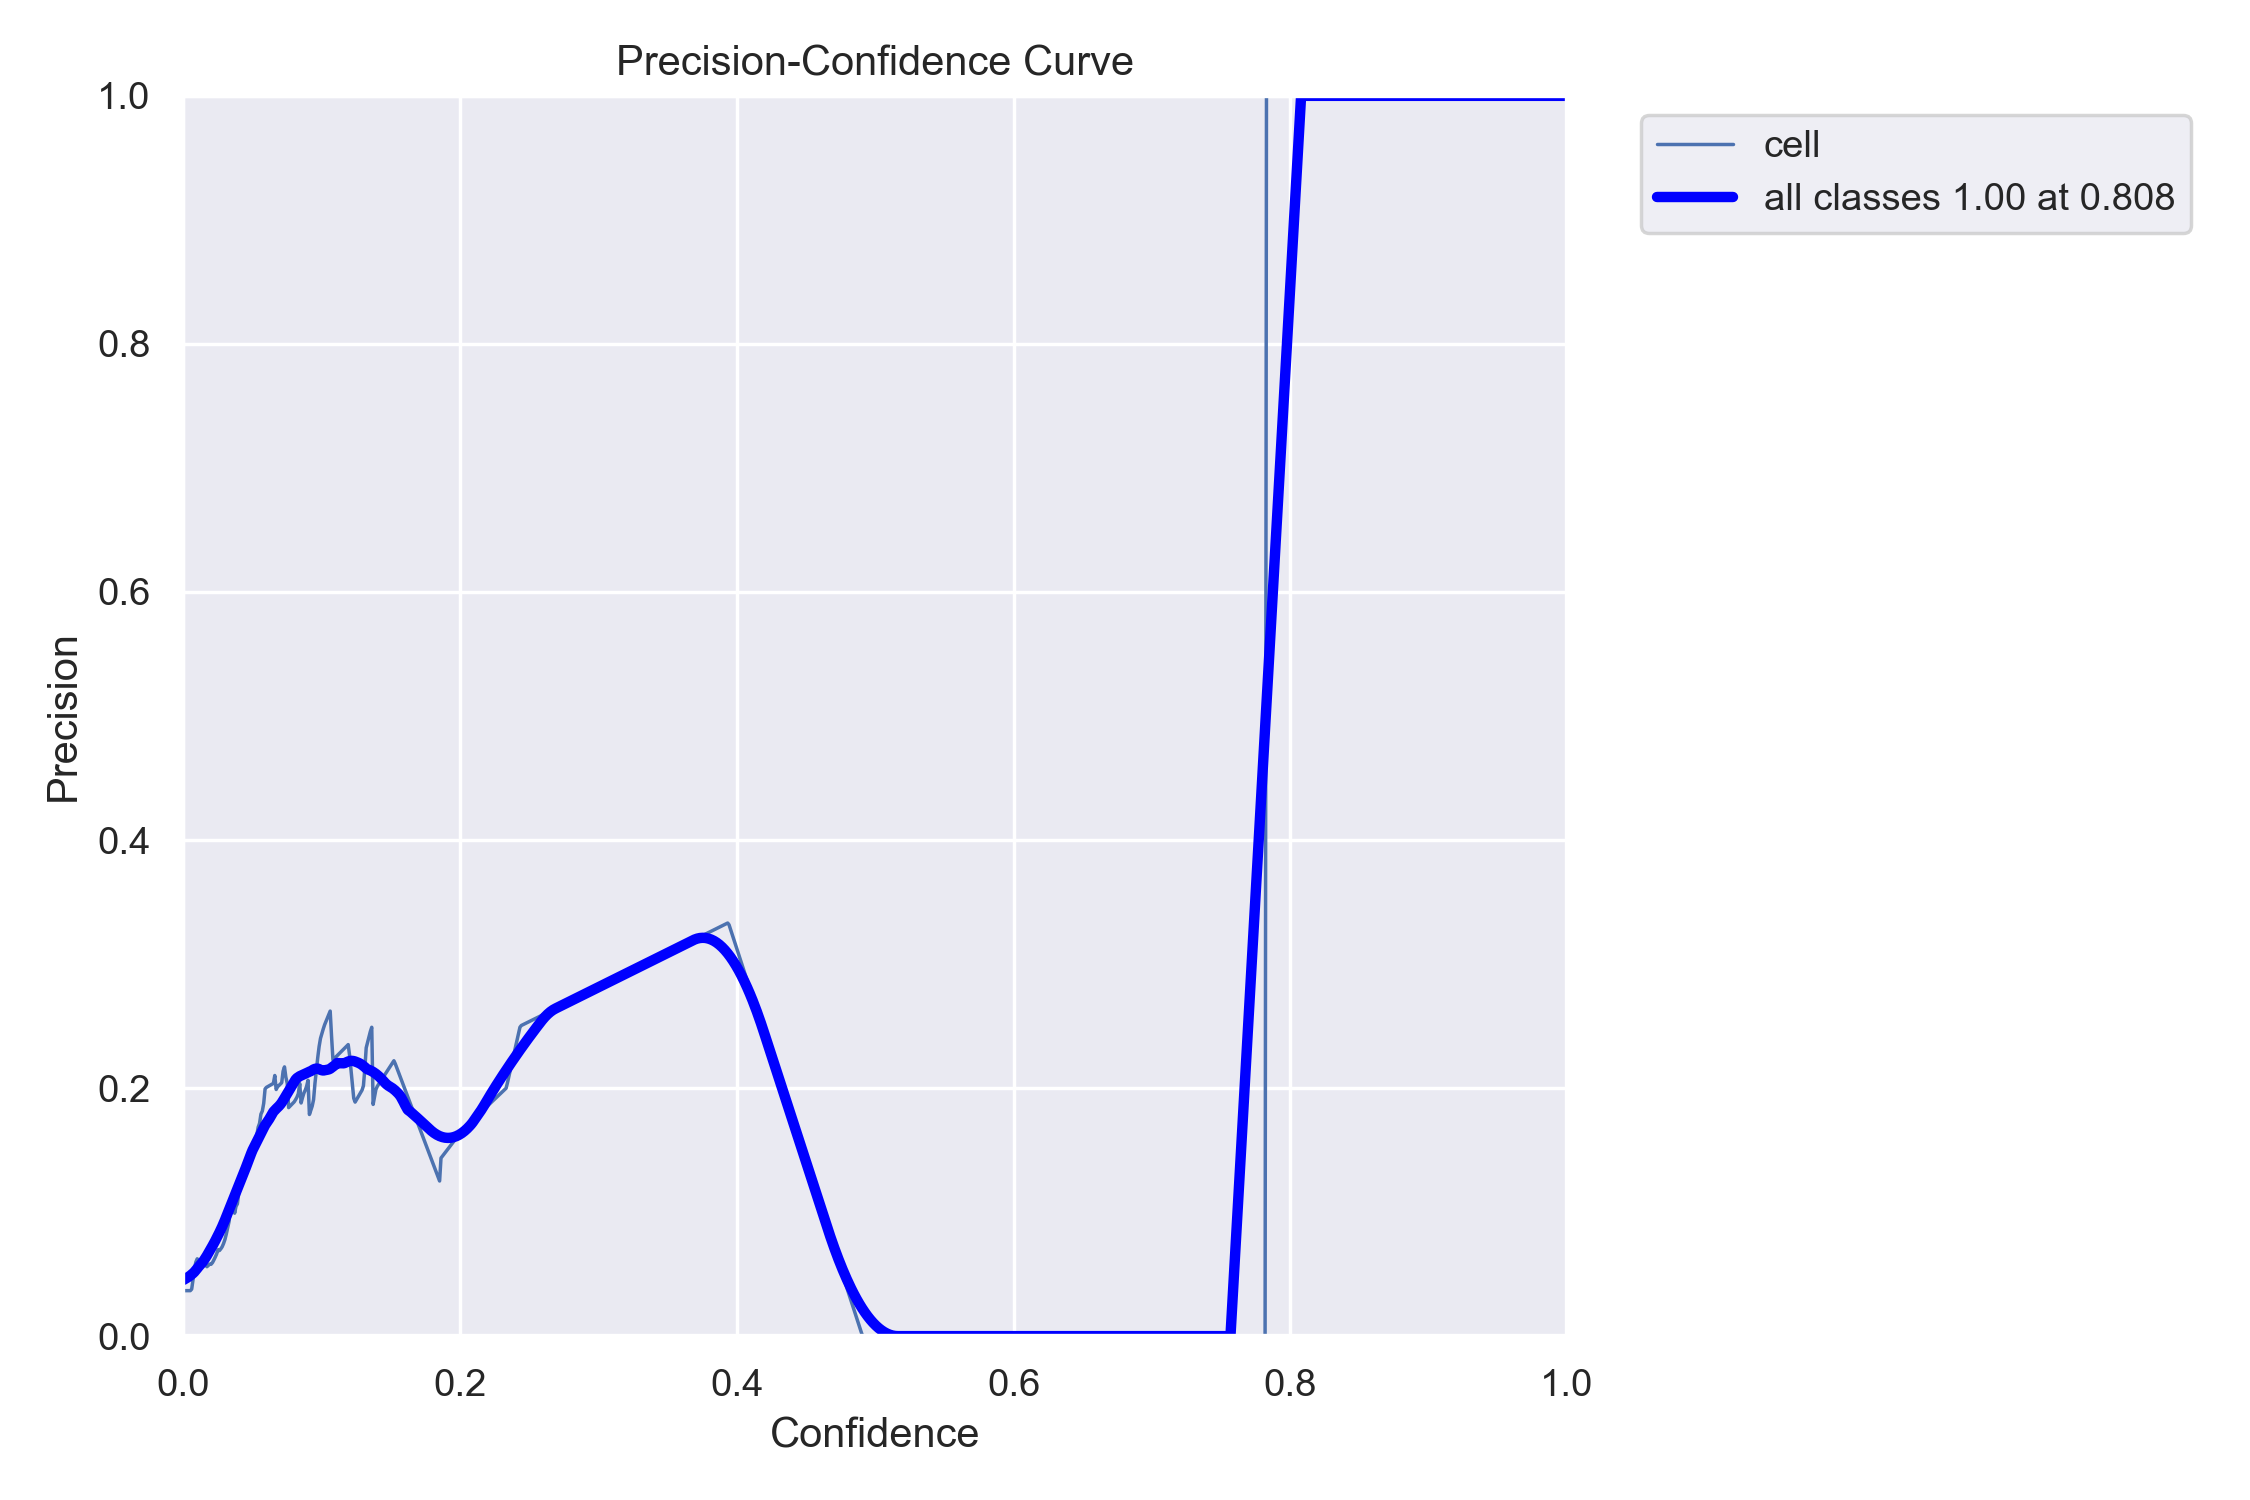 Precision-Confidence Curve
1.0
0.8
0.6
0.4
0.2
0.0
Precision
0.0 0.2 0.4 0.6 0.8 1.0
Confidence
cell
all classes 1.00 at 0.808